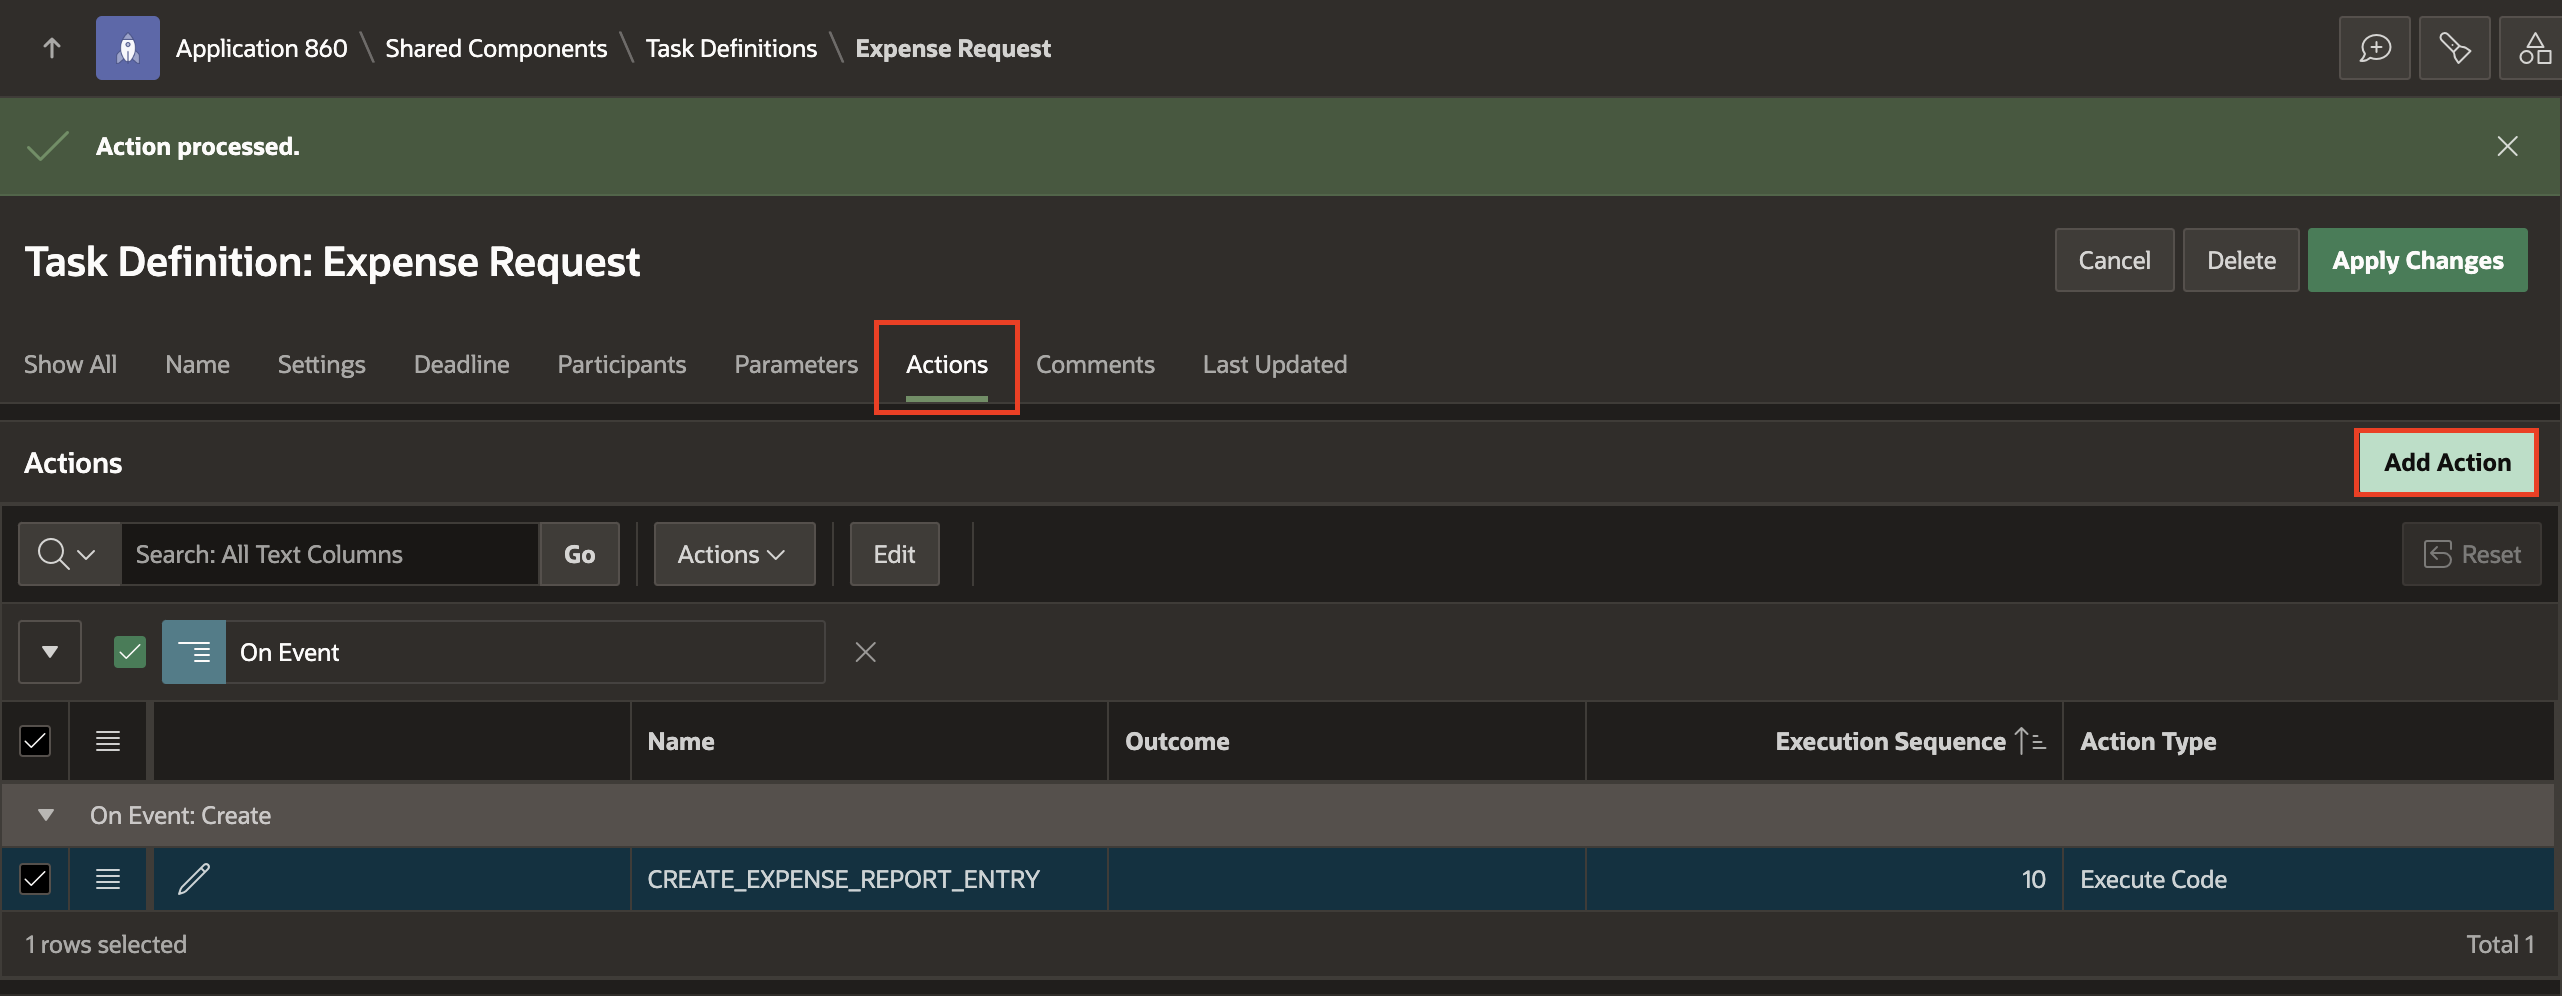 Application 860 \ Shared Components \ Task Definitions \ Expense Request
Action processed.
Task Definition: Expense Request
Cancel
Delete
Apply Changes
Show All
Name
Settings
Deadline
Participants
Parameters
Actions
Comments
Last Updated
Actions
Add Action
Search: All Text Columns
Go
Actions
Edit
Reset
On Event
Name
Outcome
Execution Sequence
Action Type
On Event: Create
CREATE_EXPENSE_REPORT_ENTRY
10
Execute Code
1 rows selected
Total 1